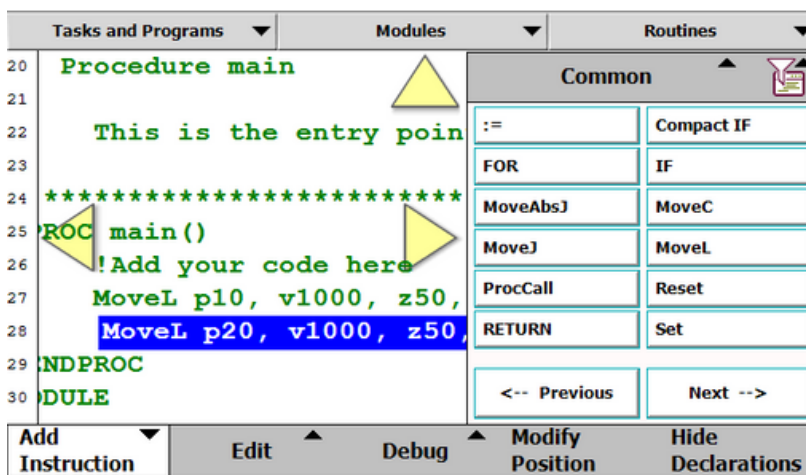 Tasks and Programs Modules Routines
20 Procedure main
21
22 This is the entry poin
23
24 *************************
25 PROC main()
26 !Add your code here
27 MoveL p10, v1000, z50,
28 MoveL p20, v1000, z50,
29 ENDPROC
30 DULE
Common
:= Compact IF
FOR IF
MoveAbsJ MoveC
MoveJ MoveL
ProcCall Reset
RETURN Set
<-- Previous Next -->
Add Instruction Edit Debug Modify Position Hide Declarations